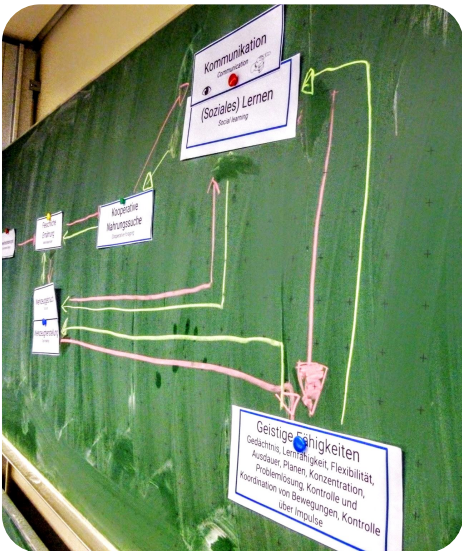 Kommunikation
Communication
(Soziales) Lernen
Social learning
Kooperative
Nahrungssuche
Ernährung
Geistige Fähigkeiten
Gedächtnis, Lernfähigkeit, Flexibilität,
Ausdauer, Planen, Konzentration,
Problemlösung, Kontrolle und
Koordination von Bewegungen, Kontrolle
über Impulse